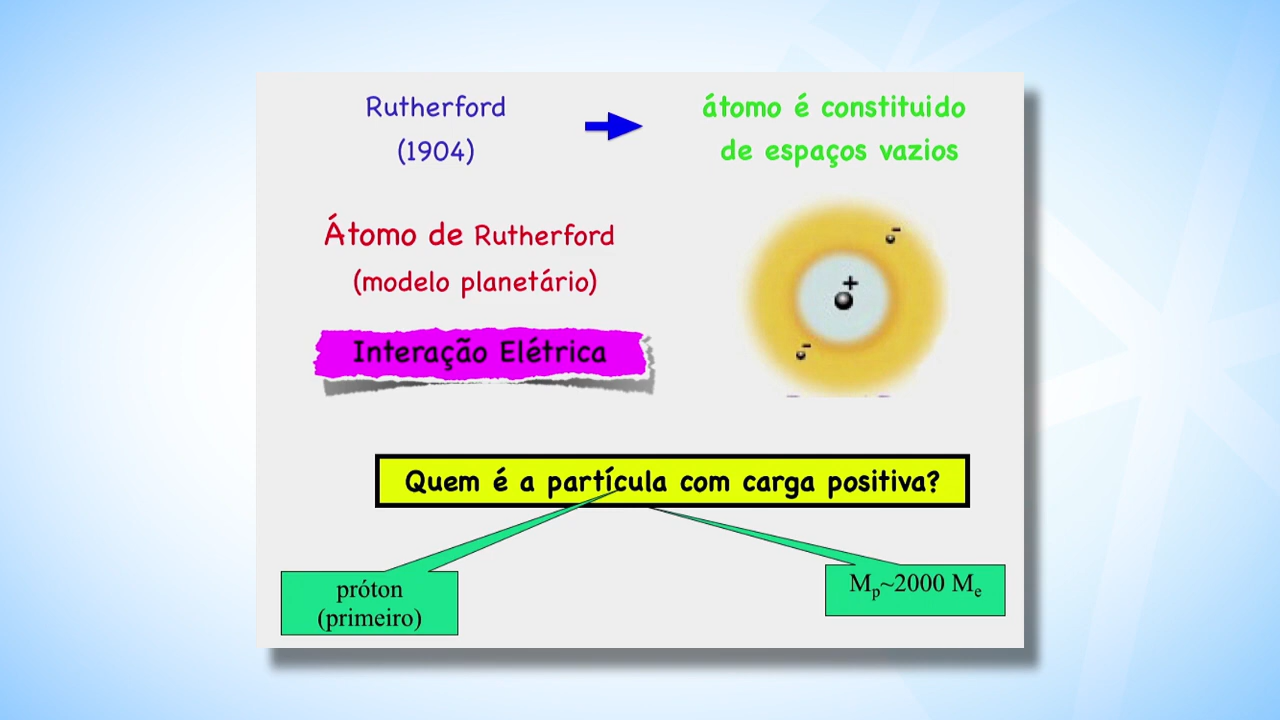 Rutherford
(1904)
átomo é constituido
de espaços vazios
Átomo de Rutherford
(modelo planetário)
Interação Elétrica
-
+
-
Quem é a partícula com carga positiva?
próton
(primeiro)
Mp~2000 Me